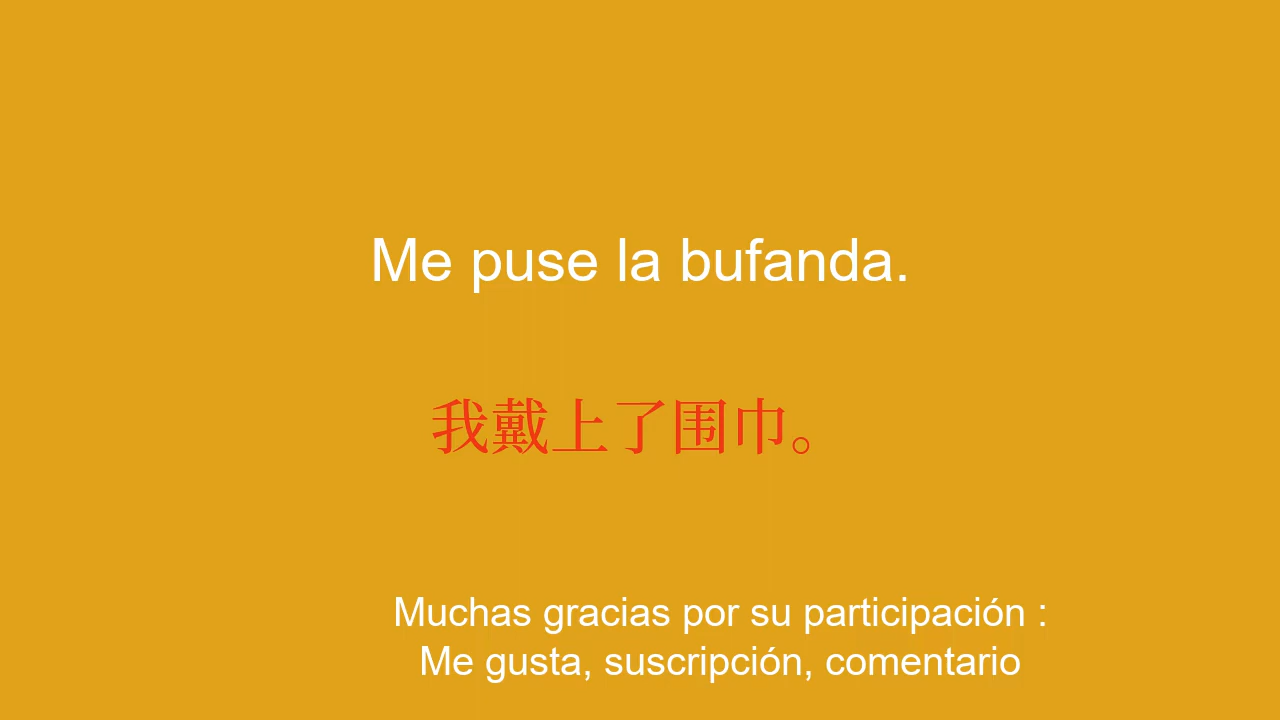 Me puse la bufanda.
我戴上了围巾。
Muchas gracias por su participación :
Me gusta, suscripción, comentario